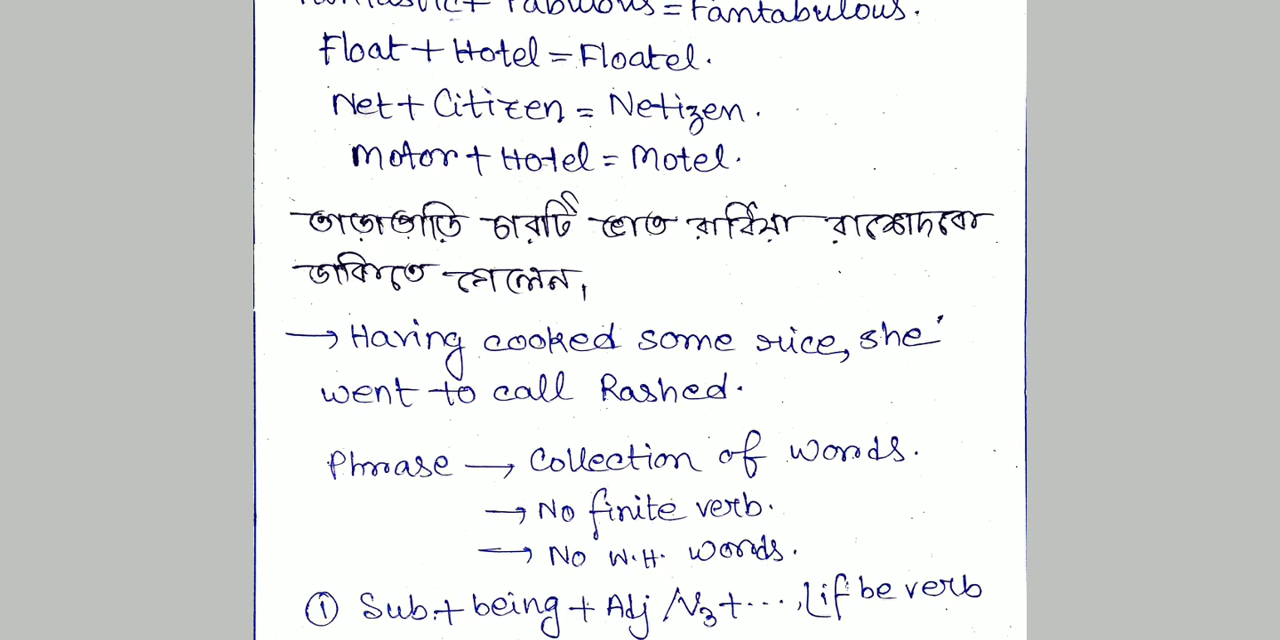 Fantastic + Fabulous = Fantabulous.
Float + Hotel = Floatel.
Net + Citizen = Netizen.
Motor + Hotel = Motel.
তাড়াতাড়ি চারটি ভাত রাধিঁয়া রাশেদকে
ডাকিতে গেলেন,
→ Having cooked some rice, she
went to call Rashed.
Phrase → Collection of words.
→ No finite verb.
→ No W.H. words.
① Sub + being + Adj /V3 + ..., [if be verb